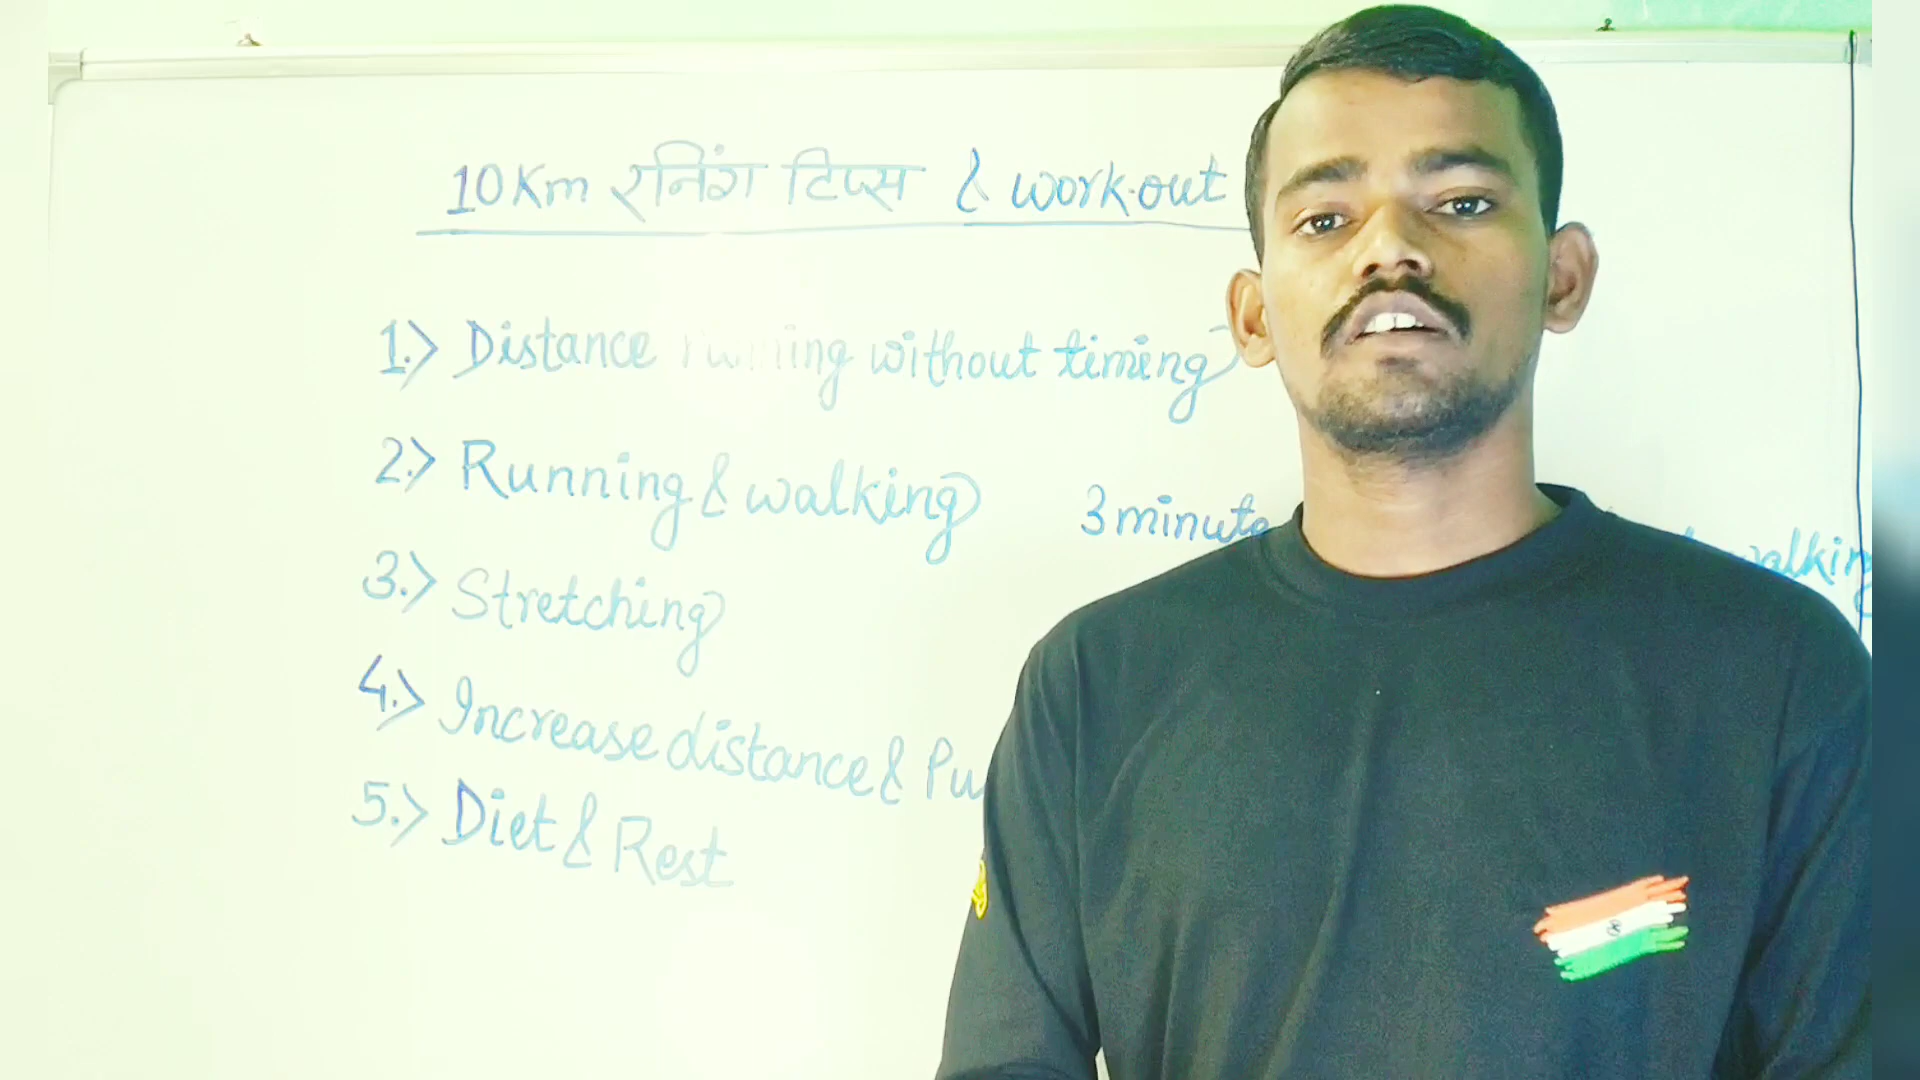 10Km रनिंग टिप्स & work-out
1.> Distance running without timing
2.> Running & walking 3 minute walking
3.> Stretching
4.> Increase distance &
5.> Diet & Rest